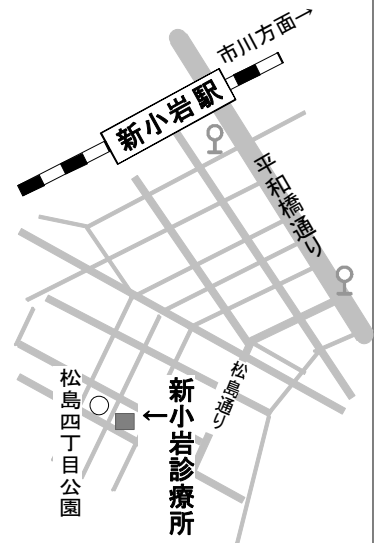 市川方面→
新小岩駅
平和橋通り
松島通り
←新小岩診療所
松島四丁目公園